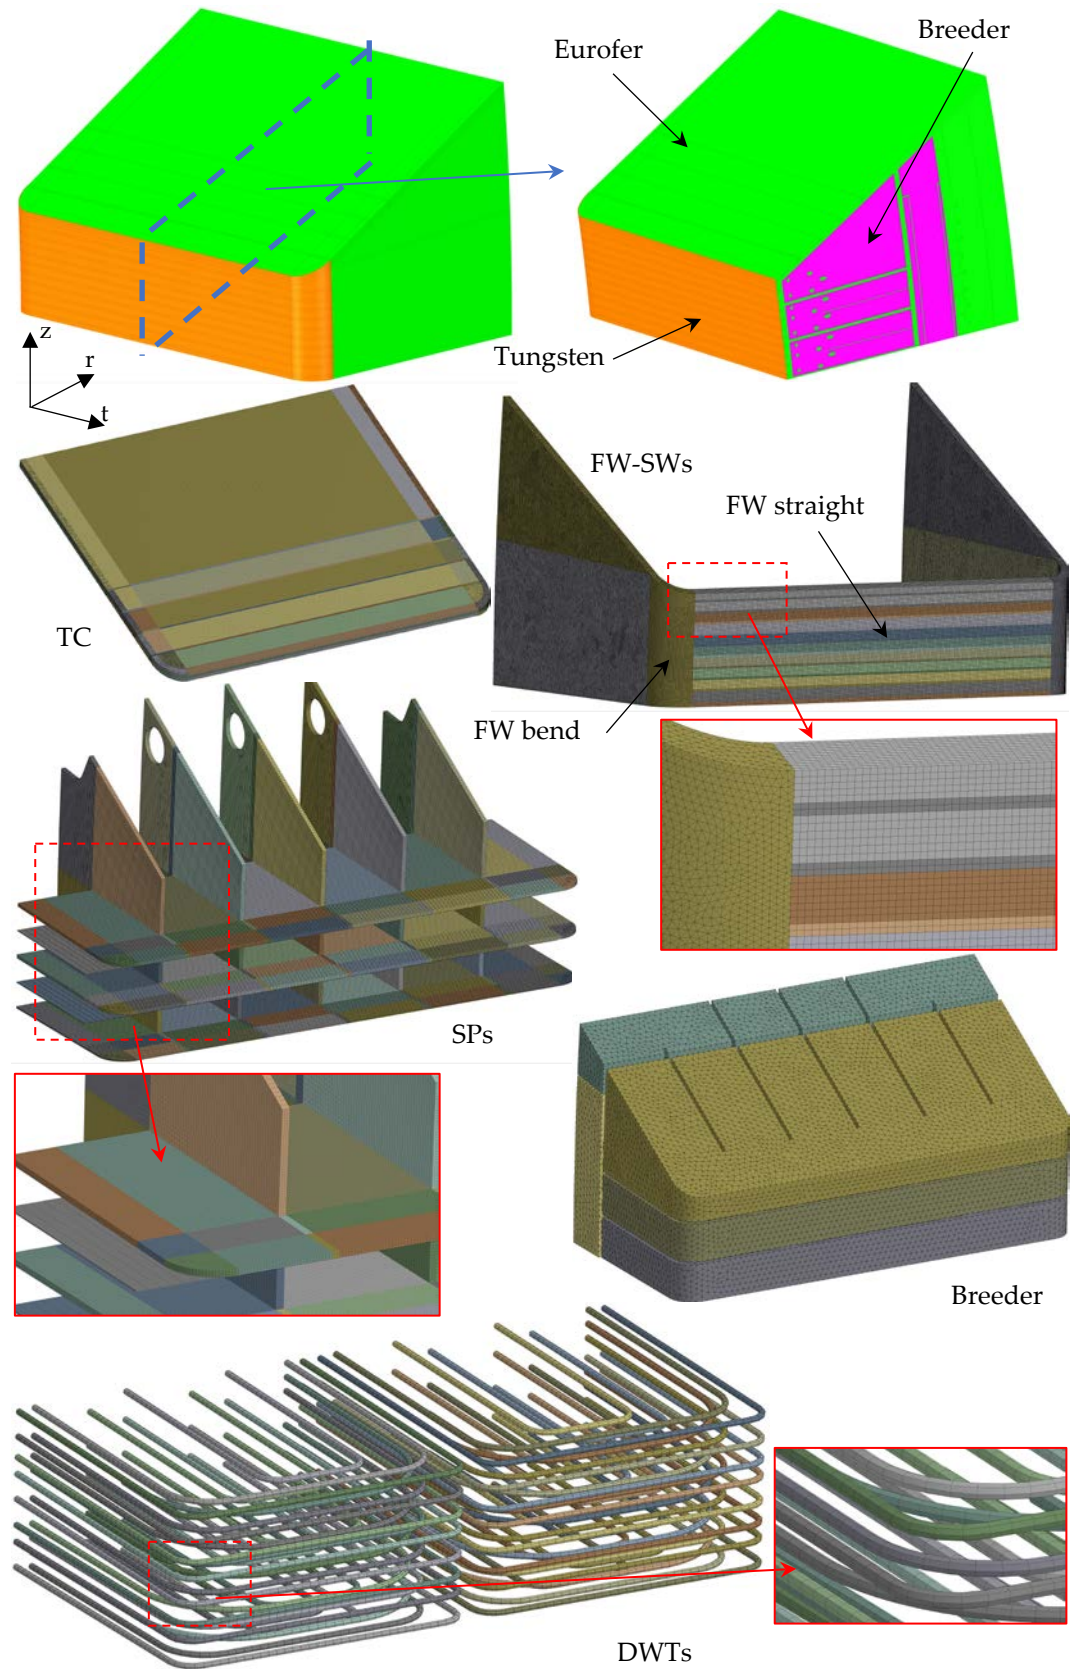 Breeder
Eurofer
Tungsten
z
r
t
FW-SWs
FW straight
TC
FW bend
SPs
Breeder
DWTs